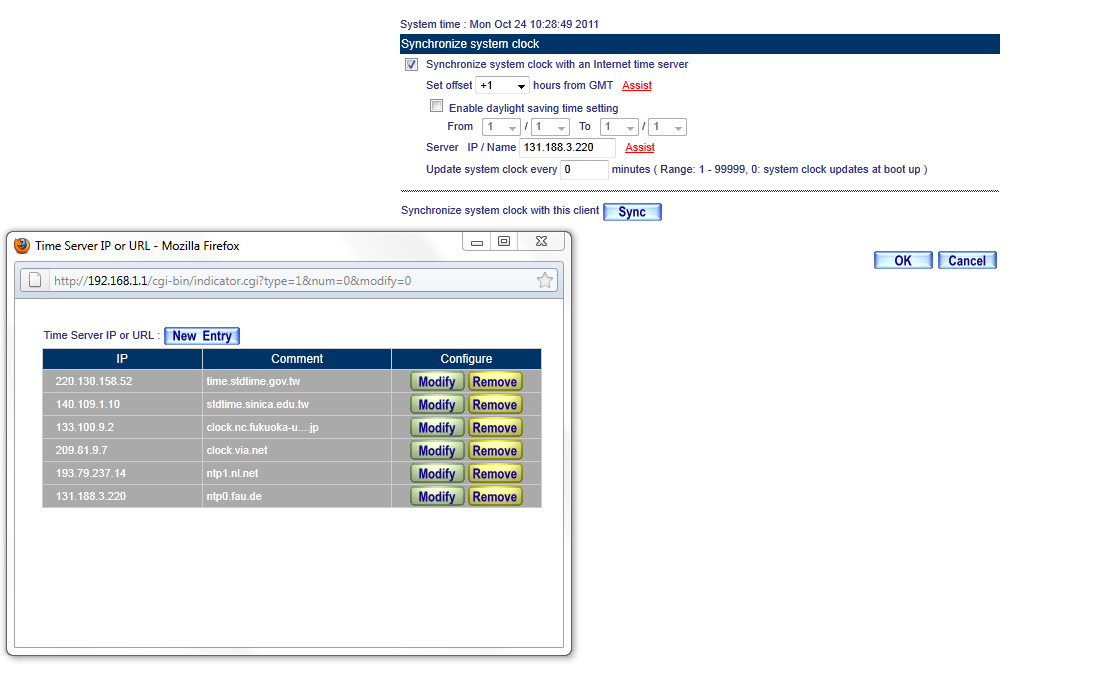 System time : Mon Oct 24 10:28:49 2011
Synchronize system clock
Synchronize system clock with an Internet time server
Set offset +1 hours from GMT Assist
Enable daylight saving time setting
From 1 / 1 To 1 / 1
Server IP / Name 131.188.3.220 Assist
Update system clock every 0 minutes ( Range: 1 - 99999, 0: system clock updates at boot up )
Synchronize system clock with this client Sync
OK Cancel
Time Server IP or URL - Mozilla Firefox
http://192.168.1.1/cgi-bin/indicator.cgi?type=1&num=0&modify=0
Time Server IP or URL : New Entry
IP Comment Configure
220.130.158.52 time.stdtime.gov.tw Modify Remove
140.109.1.10 stdtime.sinica.edu.tw Modify Remove
133.100.9.2 clock.nc.fukuoka-u....jp Modify Remove
209.81.9.7 clock.via.net Modify Remove
193.79.237.14 ntp1.nl.net Modify Remove
131.188.3.220 ntp0.fau.de Modify Remove